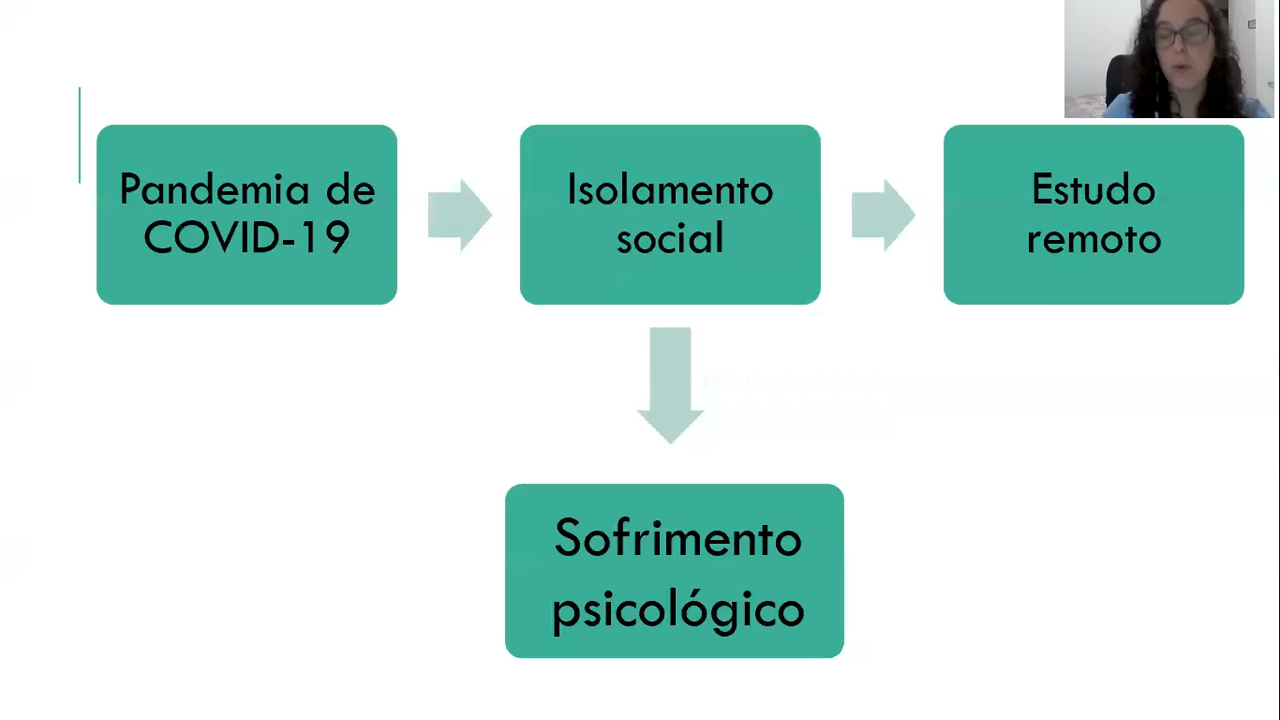 Pandemia de
COVID-19
Isolamento
social
Estudo
remoto
Sofrimento
psicológico